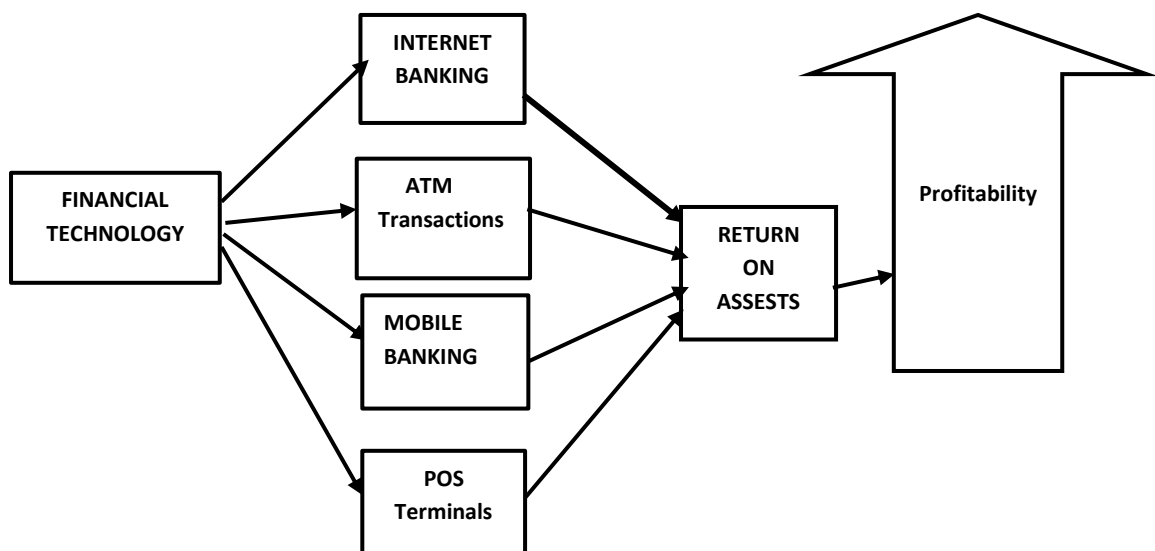 INTERNET
BANKING
FINANCIAL
TECHNOLOGY
ATM
Transactions
MOBILE
BANKING
POS
Terminals
RETURN
ON
ASSESTS
Profitability